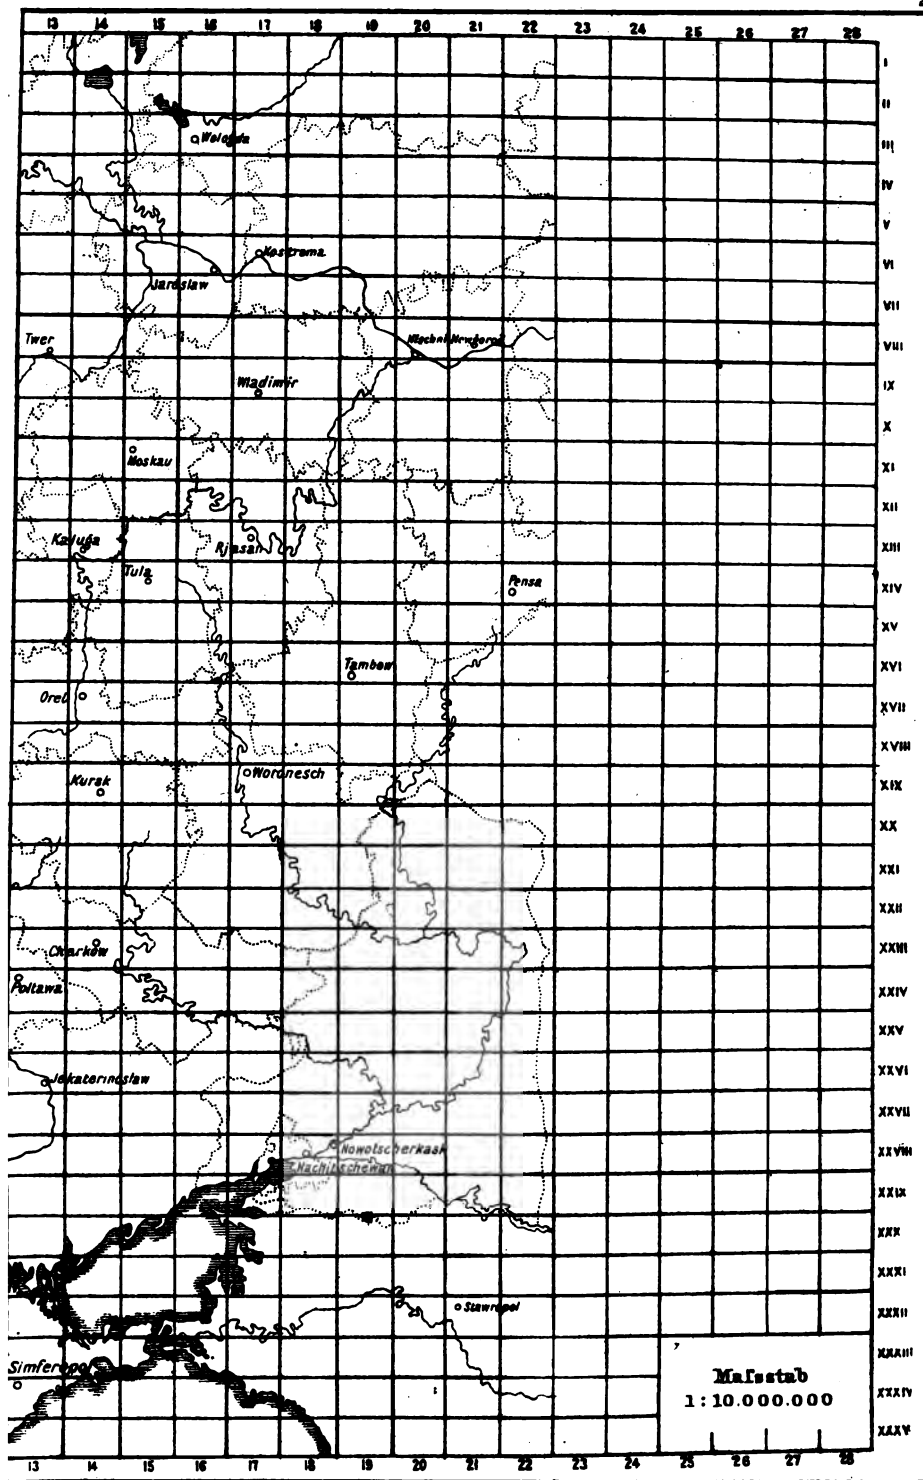 13 14 15 16 17 18 19 20 21 22 23 24 25 26 27 28
I
II
Wologda
III
IV
V
Kostroma
VI
Jaroslaw
VII
Twer
VIII
Wladimir
IX
X
Moskau
XI
XII
Kaluga
Rjasan
XIII
Tula
Pensa
XIV
XV
Tambow
XVI
Orel
XVII
XVIII
Woronesch
Kursk
XIX
XX
XXI
XXII
Charkow
XXIII
Poltawa
XXIV
XXV
Jekaterinoslaw
XXVI
XXVII
Nowotscherkask
XXVIII
Nachitschewan
XXIX
XXX
XXXI
Stawropol
XXXII
XXXIII
Simferopol
Mafsstab
XXXIV
1:10.000.000
XXXV
13 14 15 16 17 18 19 20 21 22 23 24 25 26 27 28